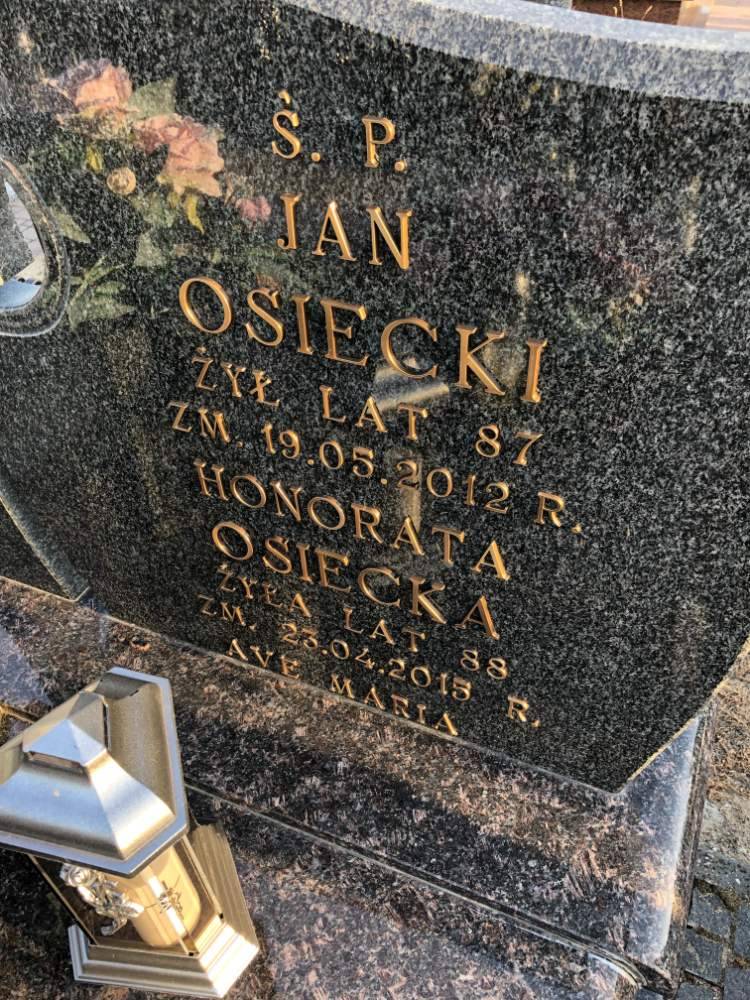 Ś. P.
JAN
OSIECKI
ŻYŁ LAT 87
ZM. 19.05.2012 R.
HONORATA
OSIECKA
ŻYŁA LAT 88
ZM. 23.04.2015 R.
AVE MARIA